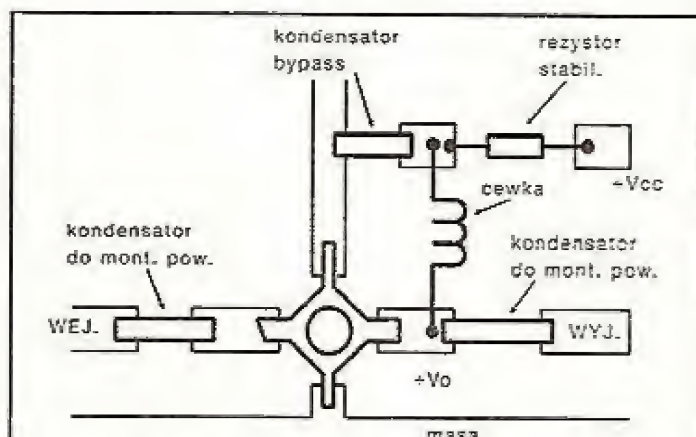 kondensator
bypass
rezystor
stabil.
+Vcc
cewka
kondensator
do mont. pow.
kondensator
do mont. pow.
WEJ.
WYJ.
+Vo
masa